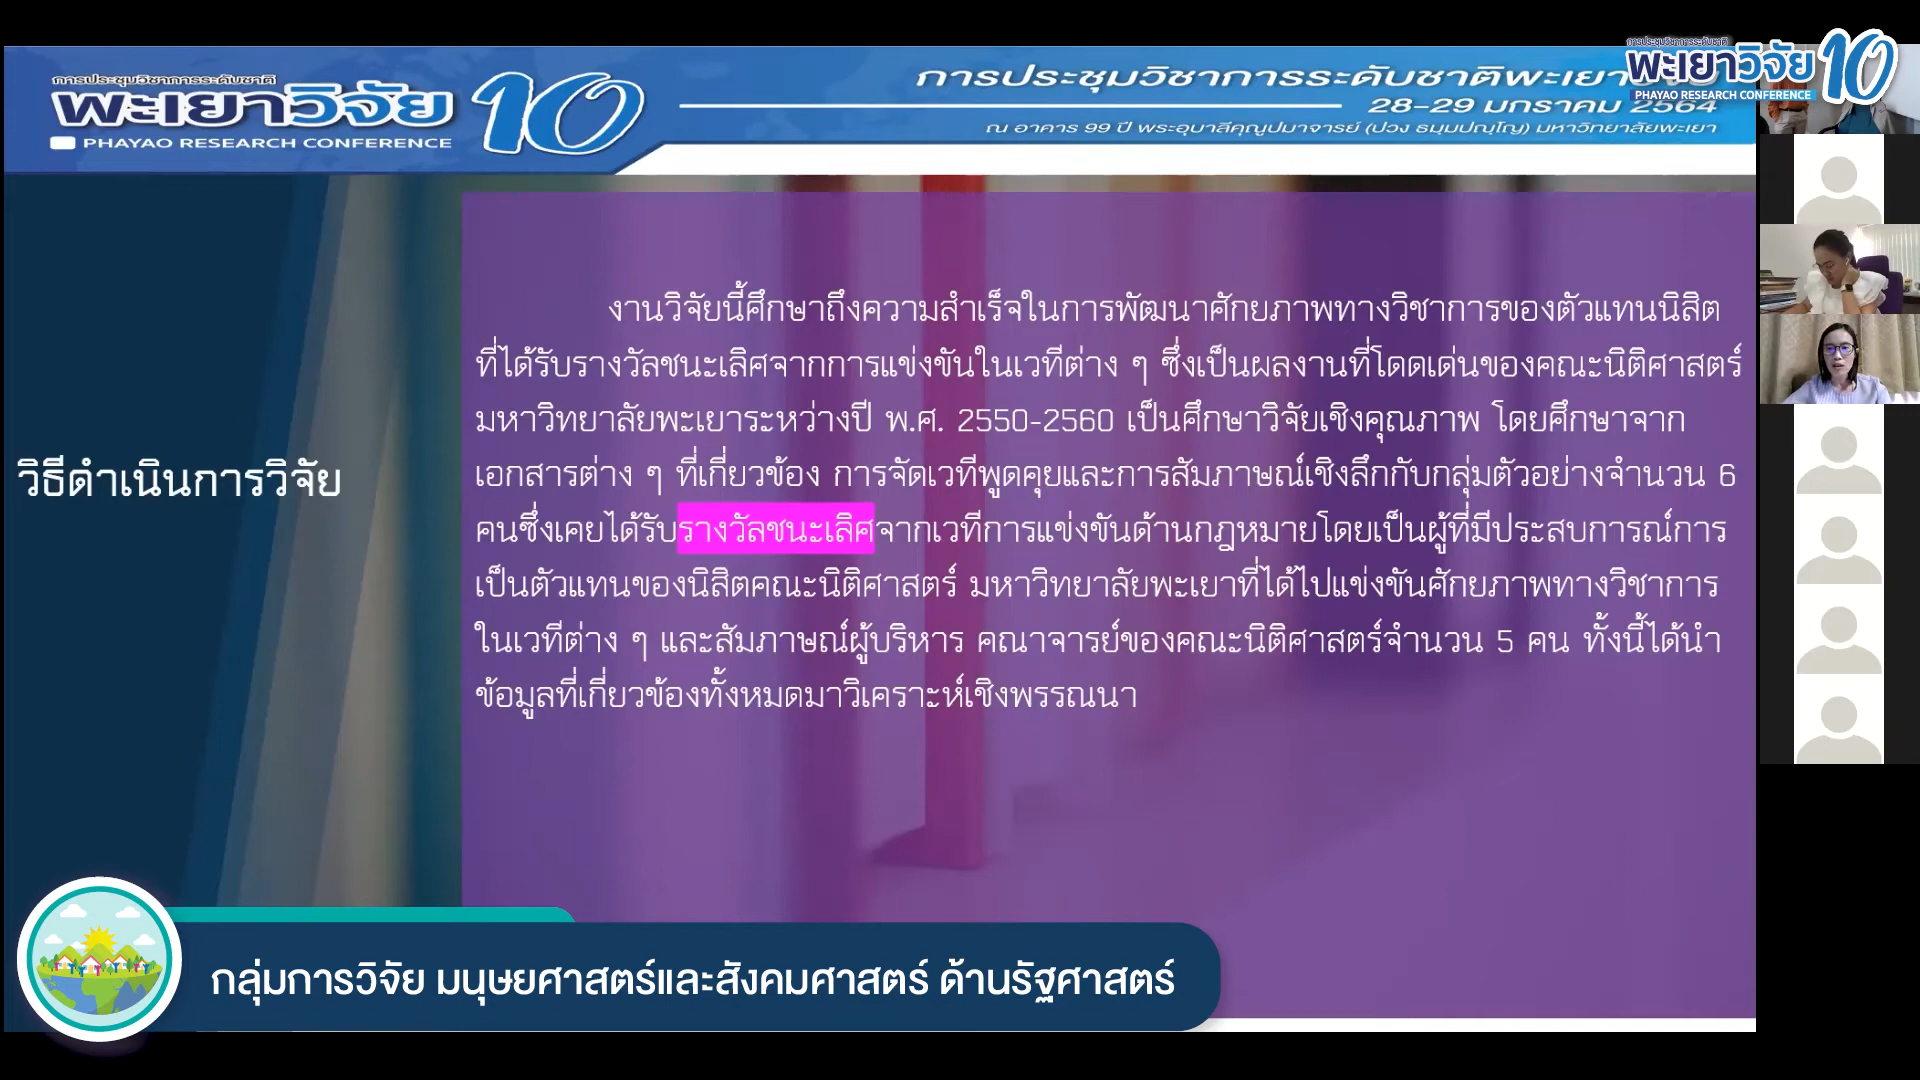 การประชุมวิชาการระดับชาติ
พะเยาวิจัย 10
PHAYAO RESEARCH CONFERENCE
การประชุมวิชาการระดับชาติพะเยา
28-29 มกราคม 2564
ณ อาคาร 99 ปี พระอุบาลีคุณูปมาจารย์ (ปวง ธมฺมปญฺโญ) มหาวิทยาลัยพะเยา
การประชุมวิชาการระดับชาติ
พะเยาวิจัย 10
PHAYAO RESEARCH CONFERENCE
วิธีดำเนินการวิจัย
งานวิจัยนี้ศึกษาถึงความสำเร็จในการพัฒนาศักยภาพทางวิชาการของตัวแทนนิสิต
ที่ได้รับรางวัลชนะเลิศจากการแข่งขันในเวทีต่าง ๆ ซึ่งเป็นผลงานที่โดดเด่นของคณะนิติศาสตร์
มหาวิทยาลัยพะเยาระหว่างปี พ.ศ. 2550-2560 เป็นศึกษาวิจัยเชิงคุณภาพ โดยศึกษาจาก
เอกสารต่าง ๆ ที่เกี่ยวข้อง การจัดเวทีพูดคุยและการสัมภาษณ์เชิงลึกกับกลุ่มตัวอย่างจำนวน 6
คนซึ่งเคยได้รับรางวัลชนะเลิศจากเวทีการแข่งขันด้านกฎหมายโดยเป็นผู้ที่มีประสบการณ์การ
เป็นตัวแทนของนิสิตคณะนิติศาสตร์ มหาวิทยาลัยพะเยาที่ได้ไปแข่งขันศักยภาพทางวิชาการ
ในเวทีต่าง ๆ และสัมภาษณ์ผู้บริหาร คณาจารย์ของคณะนิติศาสตร์จำนวน 5 คน ทั้งนี้ได้นำ
ข้อมูลที่เกี่ยวข้องทั้งหมดมาวิเคราะห์เชิงพรรณนา
กลุ่มการวิจัย มนุษยศาสตร์และสังคมศาสตร์ ด้านรัฐศาสตร์